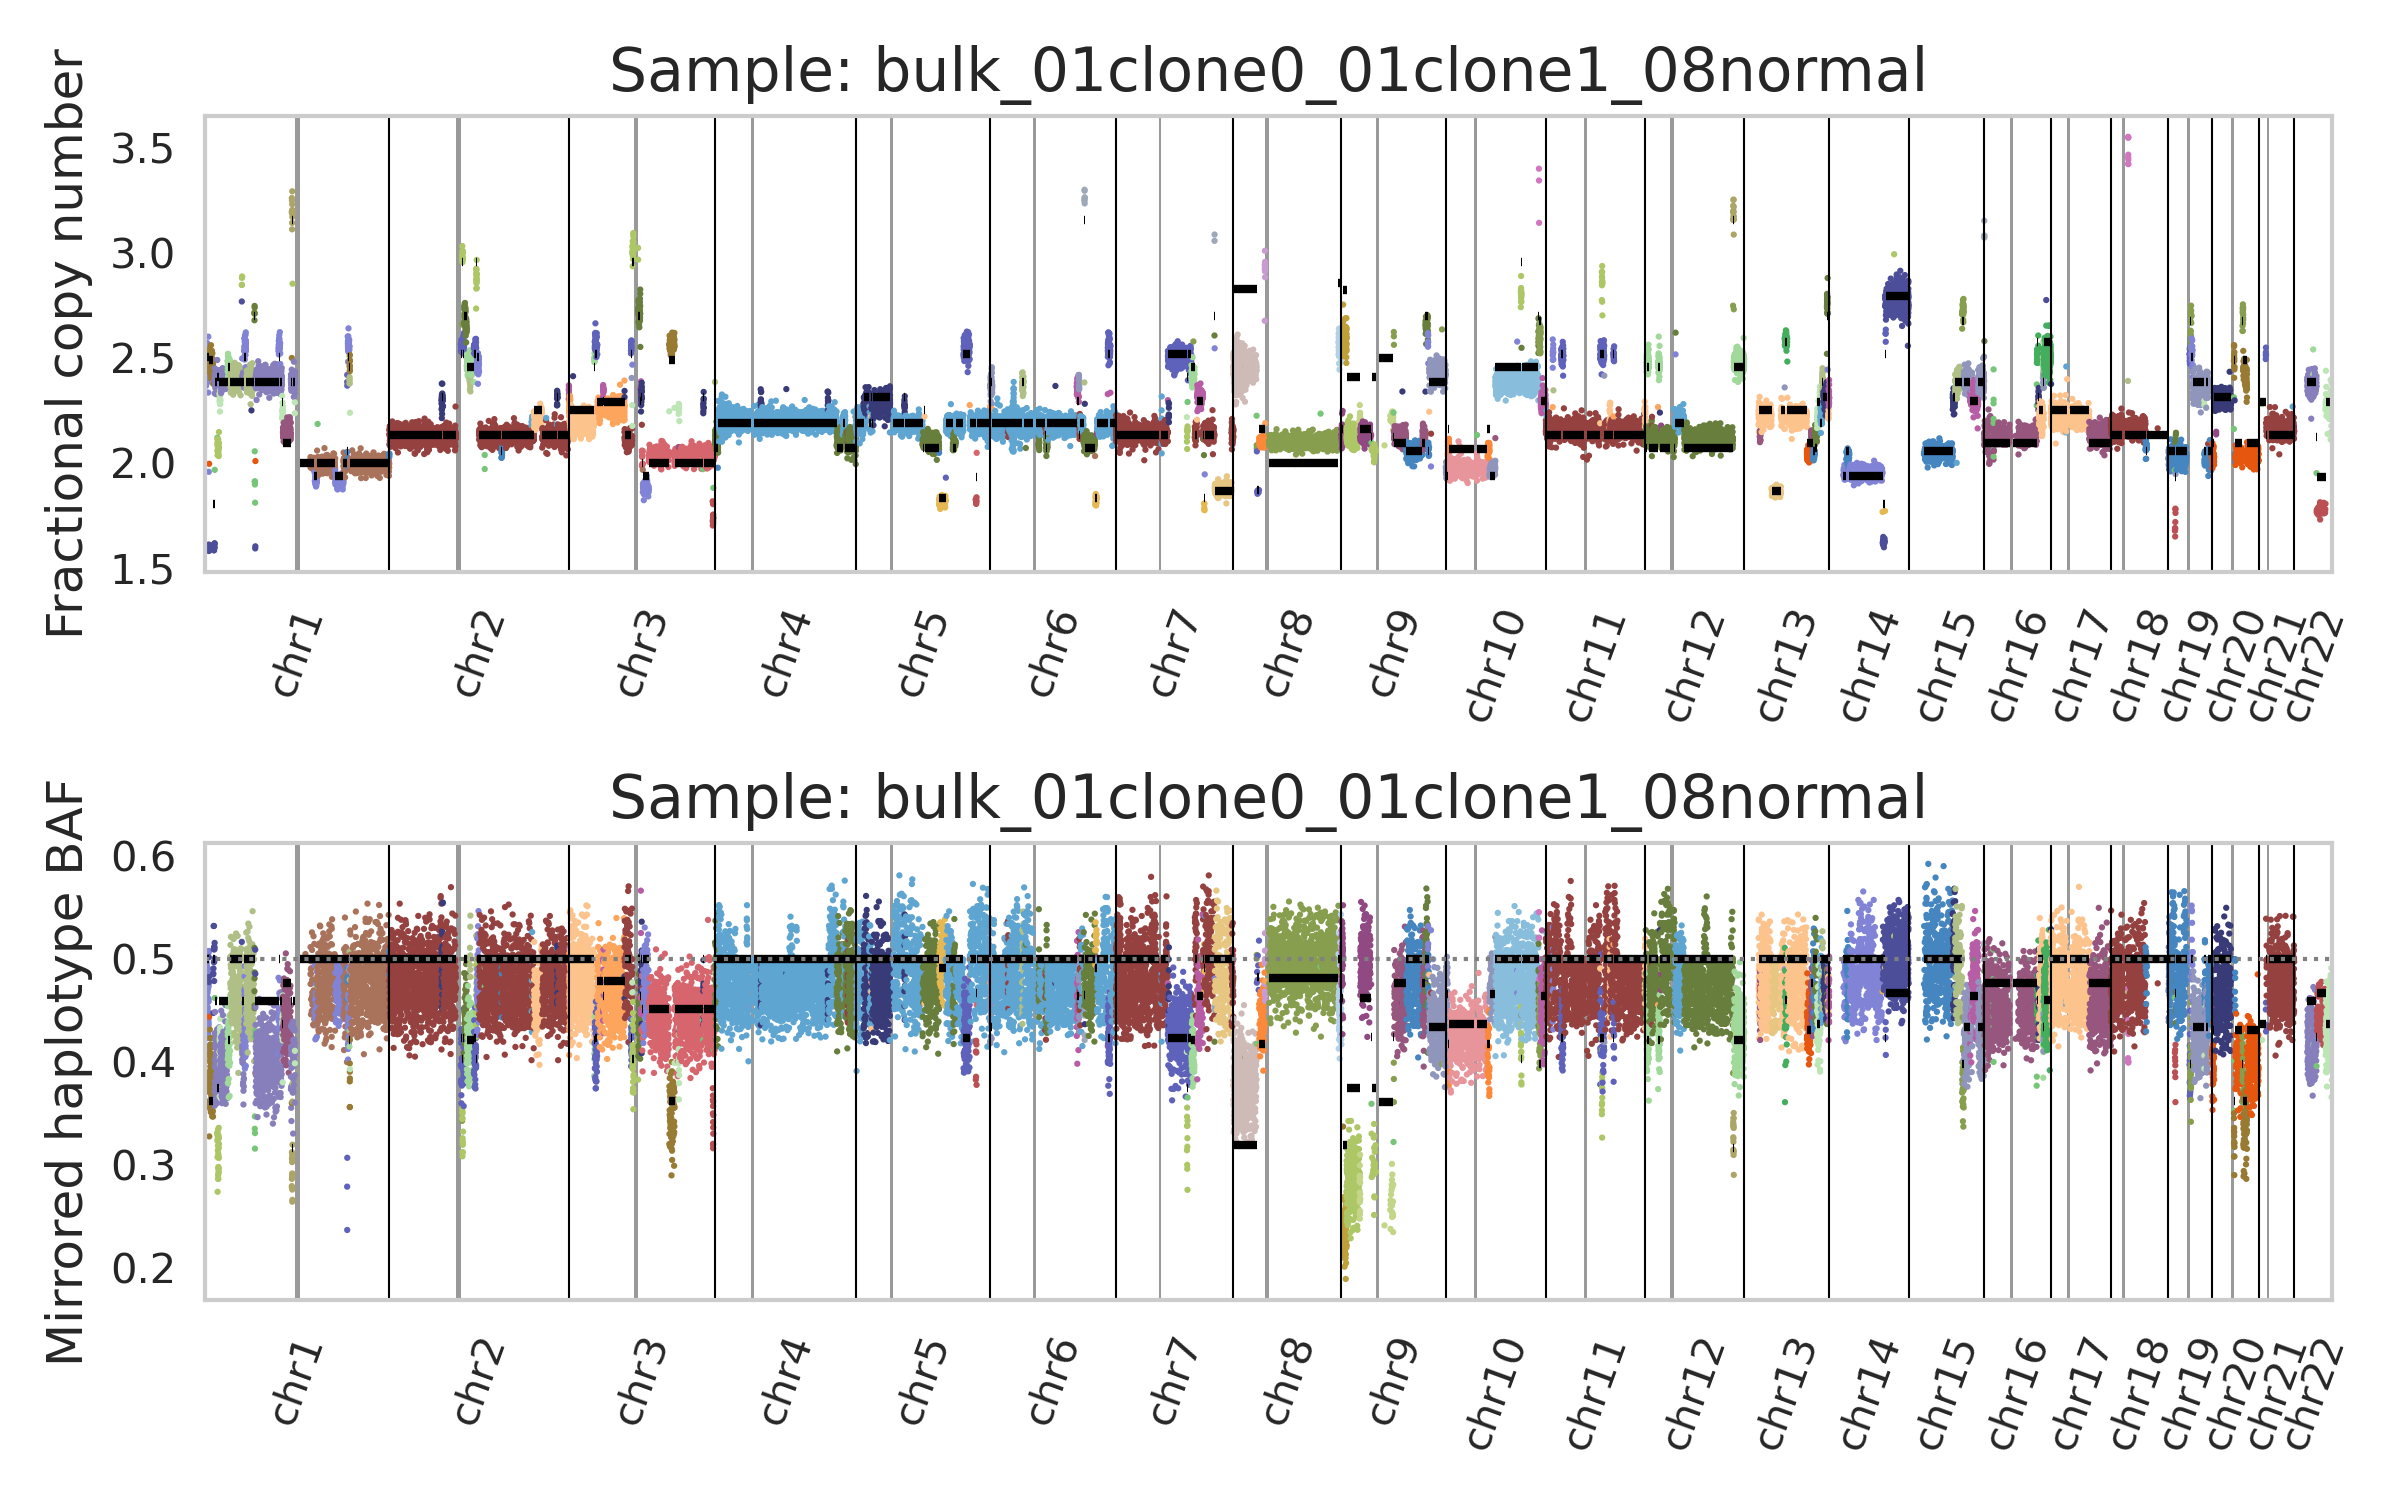 Sample: bulk_01clone0_01clone1_08normal
Fractional copy number
3.5
3.0
2.5
2.0
1.5
chr1 chr2 chr3 chr4 chr5 chr6 chr7 chr8 chr9 chr10 chr11 chr12 chr13 chr14 chr15 chr16 chr17 chr18 chr19 chr20 chr21 chr22
Sample: bulk_01clone0_01clone1_08normal
Mirrored haplotype BAF
0.6
0.5
0.4
0.3
0.2
chr1 chr2 chr3 chr4 chr5 chr6 chr7 chr8 chr9 chr10 chr11 chr12 chr13 chr14 chr15 chr16 chr17 chr18 chr19 chr20 chr21 chr22